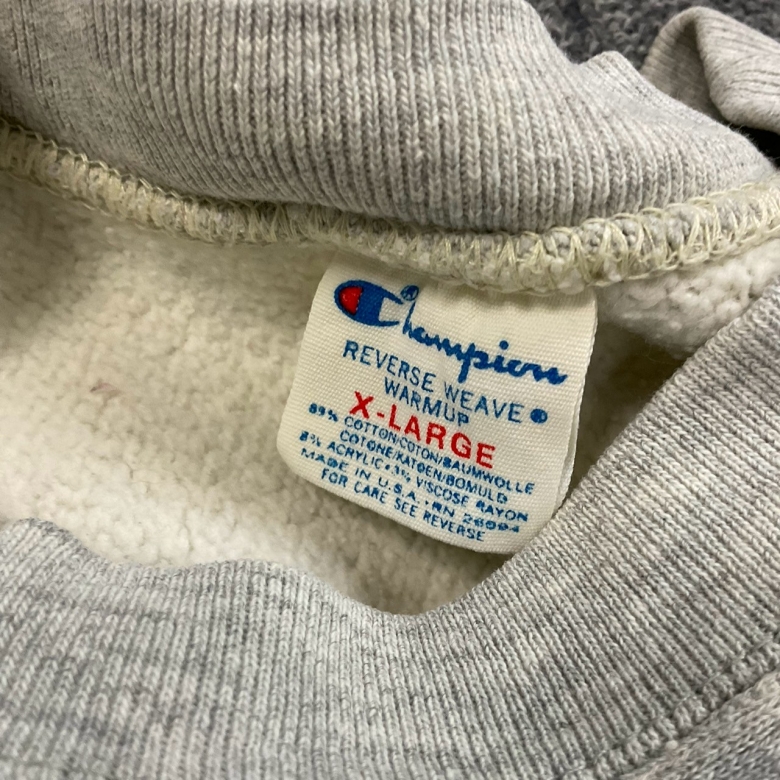 Champion®
REVERSE WEAVE®
WARMUP
X-LARGE
89% COTTON/COTON/BAUMWOLLE
COTONE/KATOEN/BOMULD
8% ACRYLIC • 3% VISCOSE RAYON
MADE IN U.S.A. • RN 26094
FOR CARE SEE REVERSE